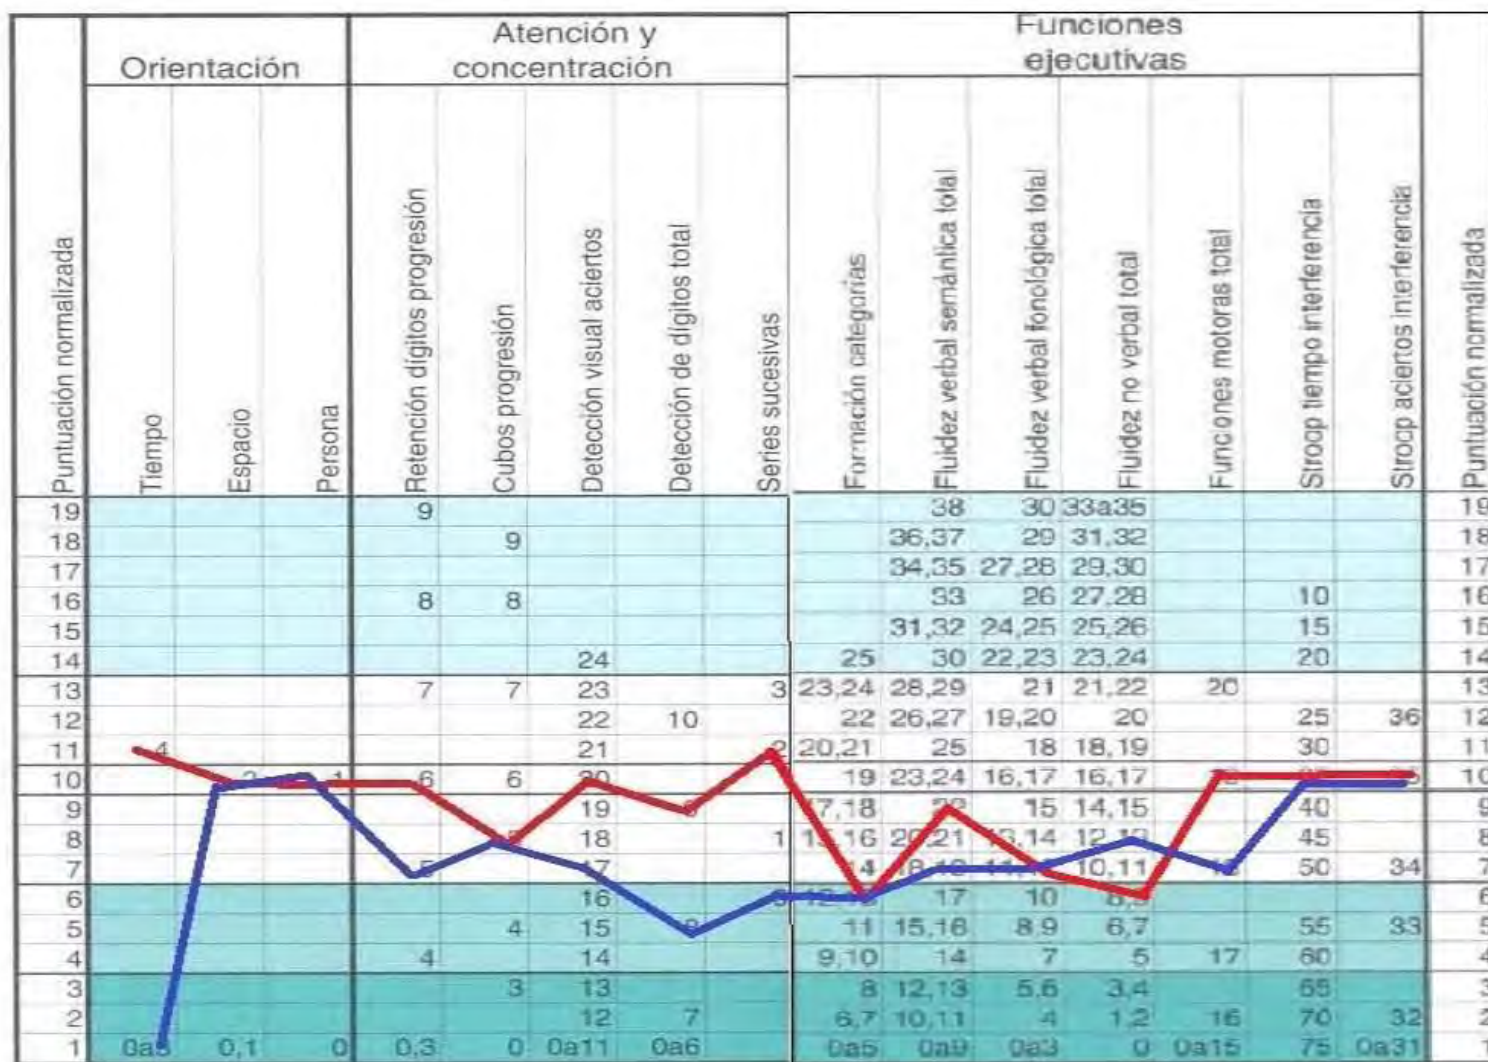 Orientación
Atención y
concentración
Funciones
ejecutivas
Puntuación normalizada
Tiempo
Espacio
Persona
Retención dígitos progresión
Cubos progresión
Detección visual aciertos
Detección de dígitos total
Series sucesivas
Formación categorías
Fluidez verbal semántica total
Fluidez verbal fonológica total
Fluidez no verbal total
Funciones motoras total
Stroop tiempo interferencia
Stroop aciertos interferencia
Puntuación normalizada
19 9 38 30 33a35 19
18 9 36,37 29 31,32 18
17 34,35 27,28 29,30 17
16 8 8 33 26 27,28 10 16
15 31,32 24,25 25,26 15 15
14 24 25 30 22,23 23,24 20 14
13 7 7 23 3 23,24 28,29 21 21,22 20 13
12 22 10 22 26,27 19,20 20 25 36 12
11 4 21 2 20,21 25 18 18,19 30 11
10 6 6 20 19 23,24 16,17 16,17 10
9 19 15 14,15 40 9
8 18 1 45 8
7 5 17 10,11 50 34 7
6 16 17 10 6
5 4 15 11 15,16 8,9 6,7 55 33 5
4 4 14 9,10 14 7 5 17 60 4
3 3 13 8 12,13 5,6 3,4 65 3
2 12 7 6,7 10,11 4 1,2 16 70 32 2
1 0,1 0 0,3 0 0a11 0a6 0a5 0a9 0a3 0 0a15 75 0a31 1